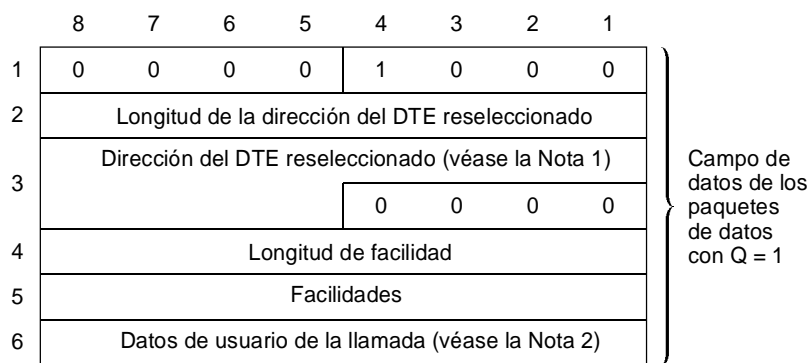 8 7 6 5 4 3 2 1
1 0 0 0 0 1 0 0 0
2 Longitud de la dirección del DTE reseleccionado
Dirección del DTE reseleccionado (véase la Nota 1)
3
0 0 0 0
4 Longitud de facilidad
5 Facilidades
6 Datos de usuario de la llamada (véase la Nota 2)
Campo de
datos de los
paquetes
de datos
con Q = 1